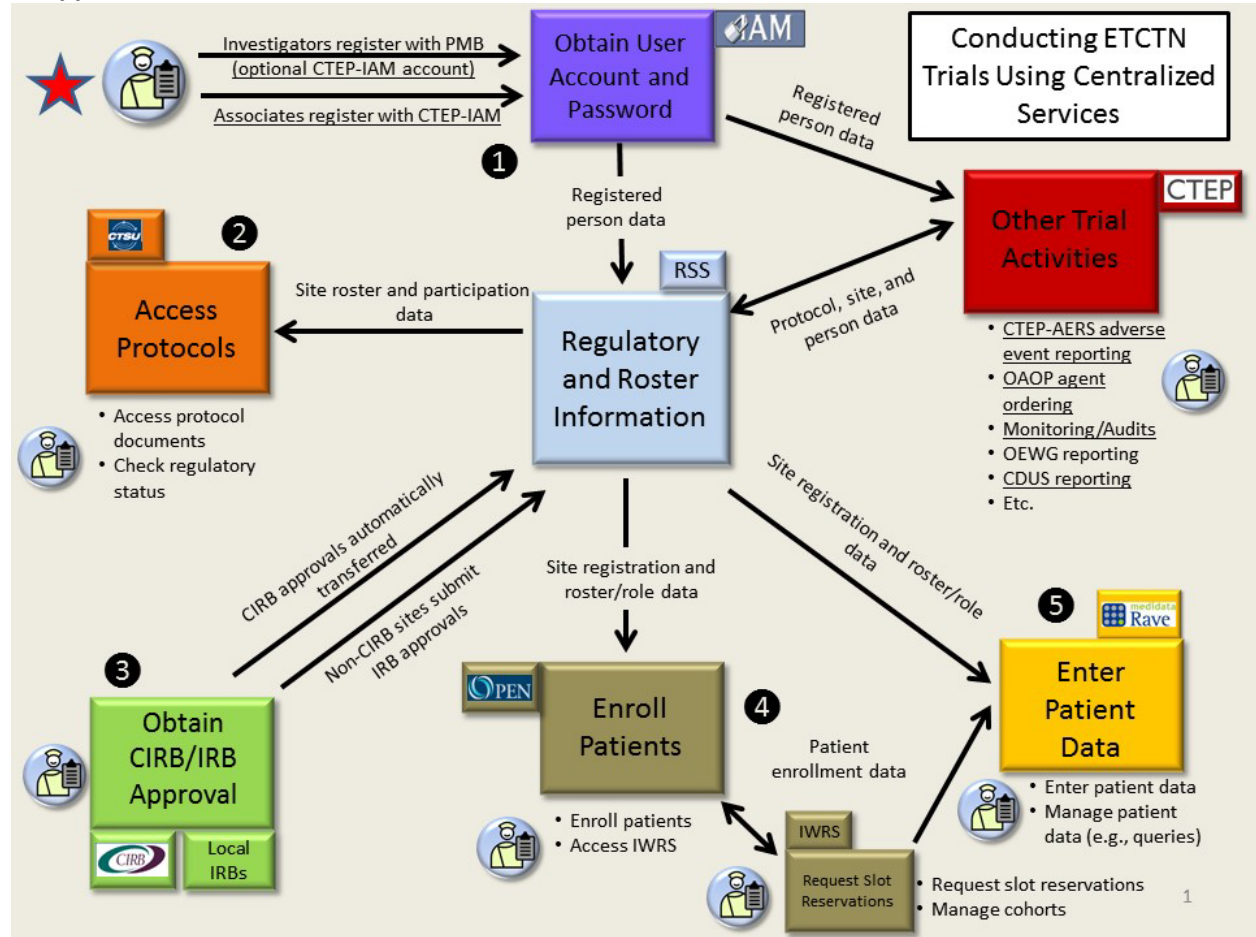 Investigators register with PMB
(optional CTEP-IAM account)
Associates register with CTEP-IAM
Obtain User
Account and
Password
IAM
Conducting ETCTN
Trials Using Centralized
Services
1
Registered
person data
Registered
person data
CTEP
Other Trial
Activities
• CTEP-AERS adverse
event reporting
• OAOP agent
ordering
• Monitoring/Audits
• OEWG reporting
• CDUS reporting
• Etc.
2
CTSU
Access
Protocols
• Access protocol
documents
• Check regulatory
status
Site roster and participation
data
RSS
Regulatory
and Roster
Information
Protocol, site, and
person data
CIRB approvals automatically
transferred
Non-CIRB sites submit
IRB approvals
Site registration and
roster/role data
Site registration and roster/role
data
3
Obtain
CIRB/IRB
Approval
CIRB
Local
IRBs
OPEN
4
Enroll
Patients
• Enroll patients
• Access IWRS
Patient
enrollment data
IWRS
Request Slot
Reservations
• Request slot reservations
• Manage cohorts
5
medidata
Rave
Enter
Patient
Data
• Enter patient data
• Manage patient
data (e.g., queries)
1